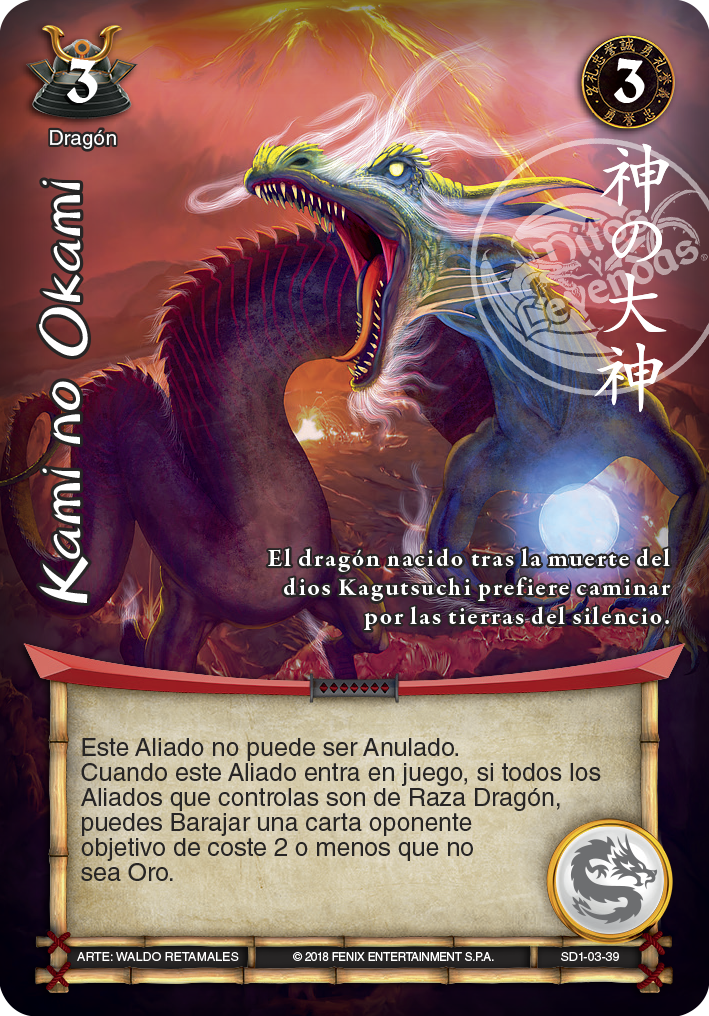 3
Dragón
3
Kami no Okami
神の大神
Mitos
y
Leyendas®
El dragón nacido tras la muerte del
dios Kagutsuchi prefiere caminar
por las tierras del silencio.
Este Aliado no puede ser Anulado.
Cuando este Aliado entra en juego, si todos los
Aliados que controlas son de Raza Dragón,
puedes Barajar una carta oponente
objetivo de coste 2 o menos que no
sea Oro.
ARTE: WALDO RETAMALES
© 2018 FENIX ENTERTAINMENT S.P.A.
SD1-03-39